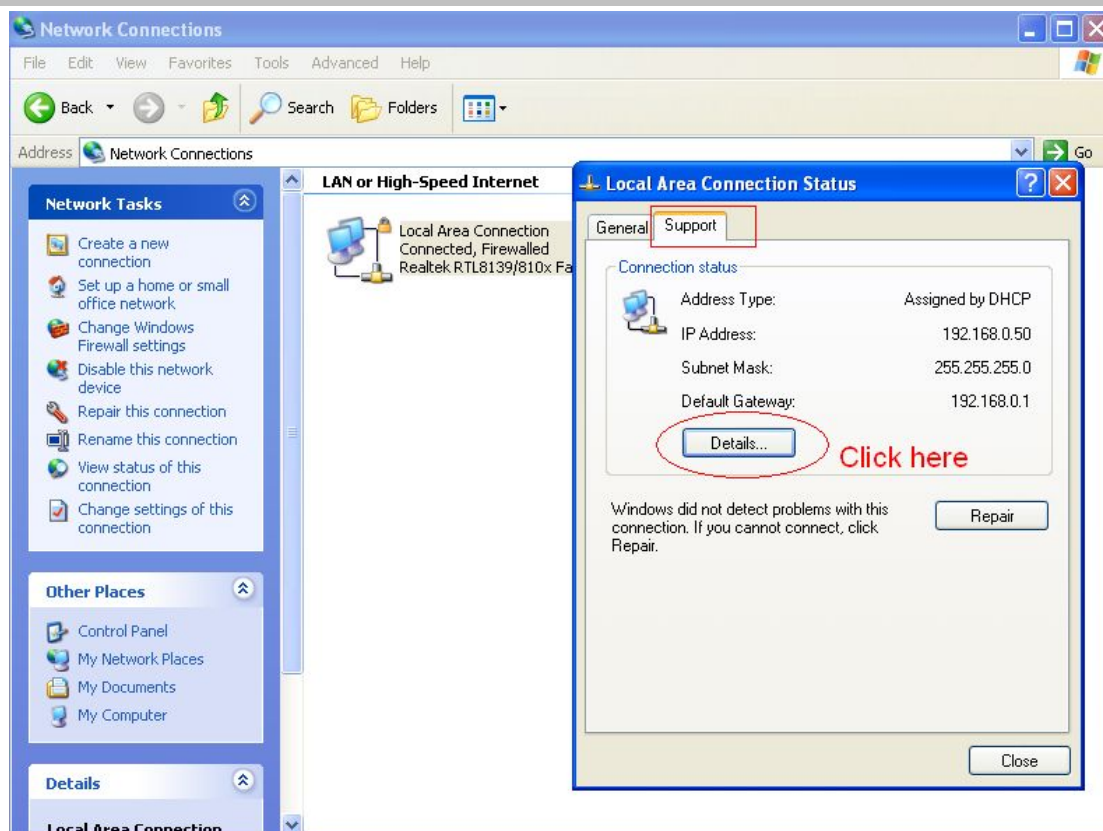 Network Connections
File Edit View Favorites Tools Advanced Help
Back Search Folders
Address Network Connections Go
Network Tasks
Create a new
connection
Set up a home or small
office network
Change Windows
Firewall settings
Disable this network
device
Repair this connection
Rename this connection
View status of this
connection
Change settings of this
connection
Other Places
Control Panel
My Network Places
My Documents
My Computer
Details
Local Area Connection
LAN or High-Speed Internet
Local Area Connection
Connected, Firewalled
Realtek RTL8139/810x Fa
Local Area Connection Status
General Support
Connection status
Address Type: Assigned by DHCP
IP Address: 192.168.0.50
Subnet Mask: 255.255.255.0
Default Gateway: 192.168.0.1
Details...
Click here
Windows did not detect problems with this
connection. If you cannot connect, click
Repair.
Repair
Close